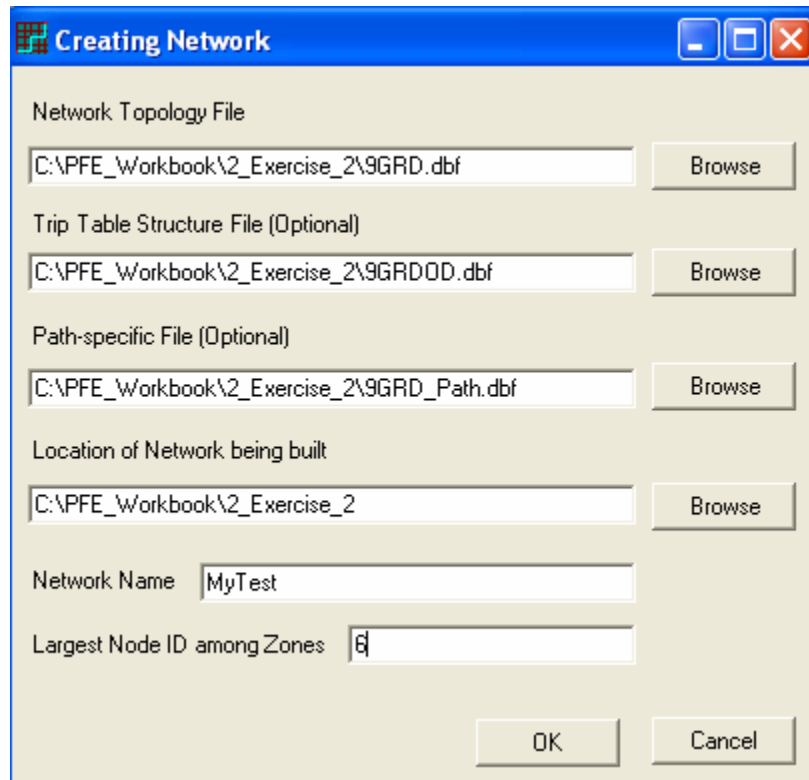 Creating Network
Network Topology File
C:\PFE_Workbook\2_Exercise_2\9GRD.dbf Browse
Trip Table Structure File (Optional)
C:\PFE_Workbook\2_Exercise_2\9GRDOD.dbf Browse
Path-specific File (Optional)
C:\PFE_Workbook\2_Exercise_2\9GRD_Path.dbf Browse
Location of Network being built
C:\PFE_Workbook\2_Exercise_2 Browse
Network Name MyTest
Largest Node ID among Zones 6
OK Cancel